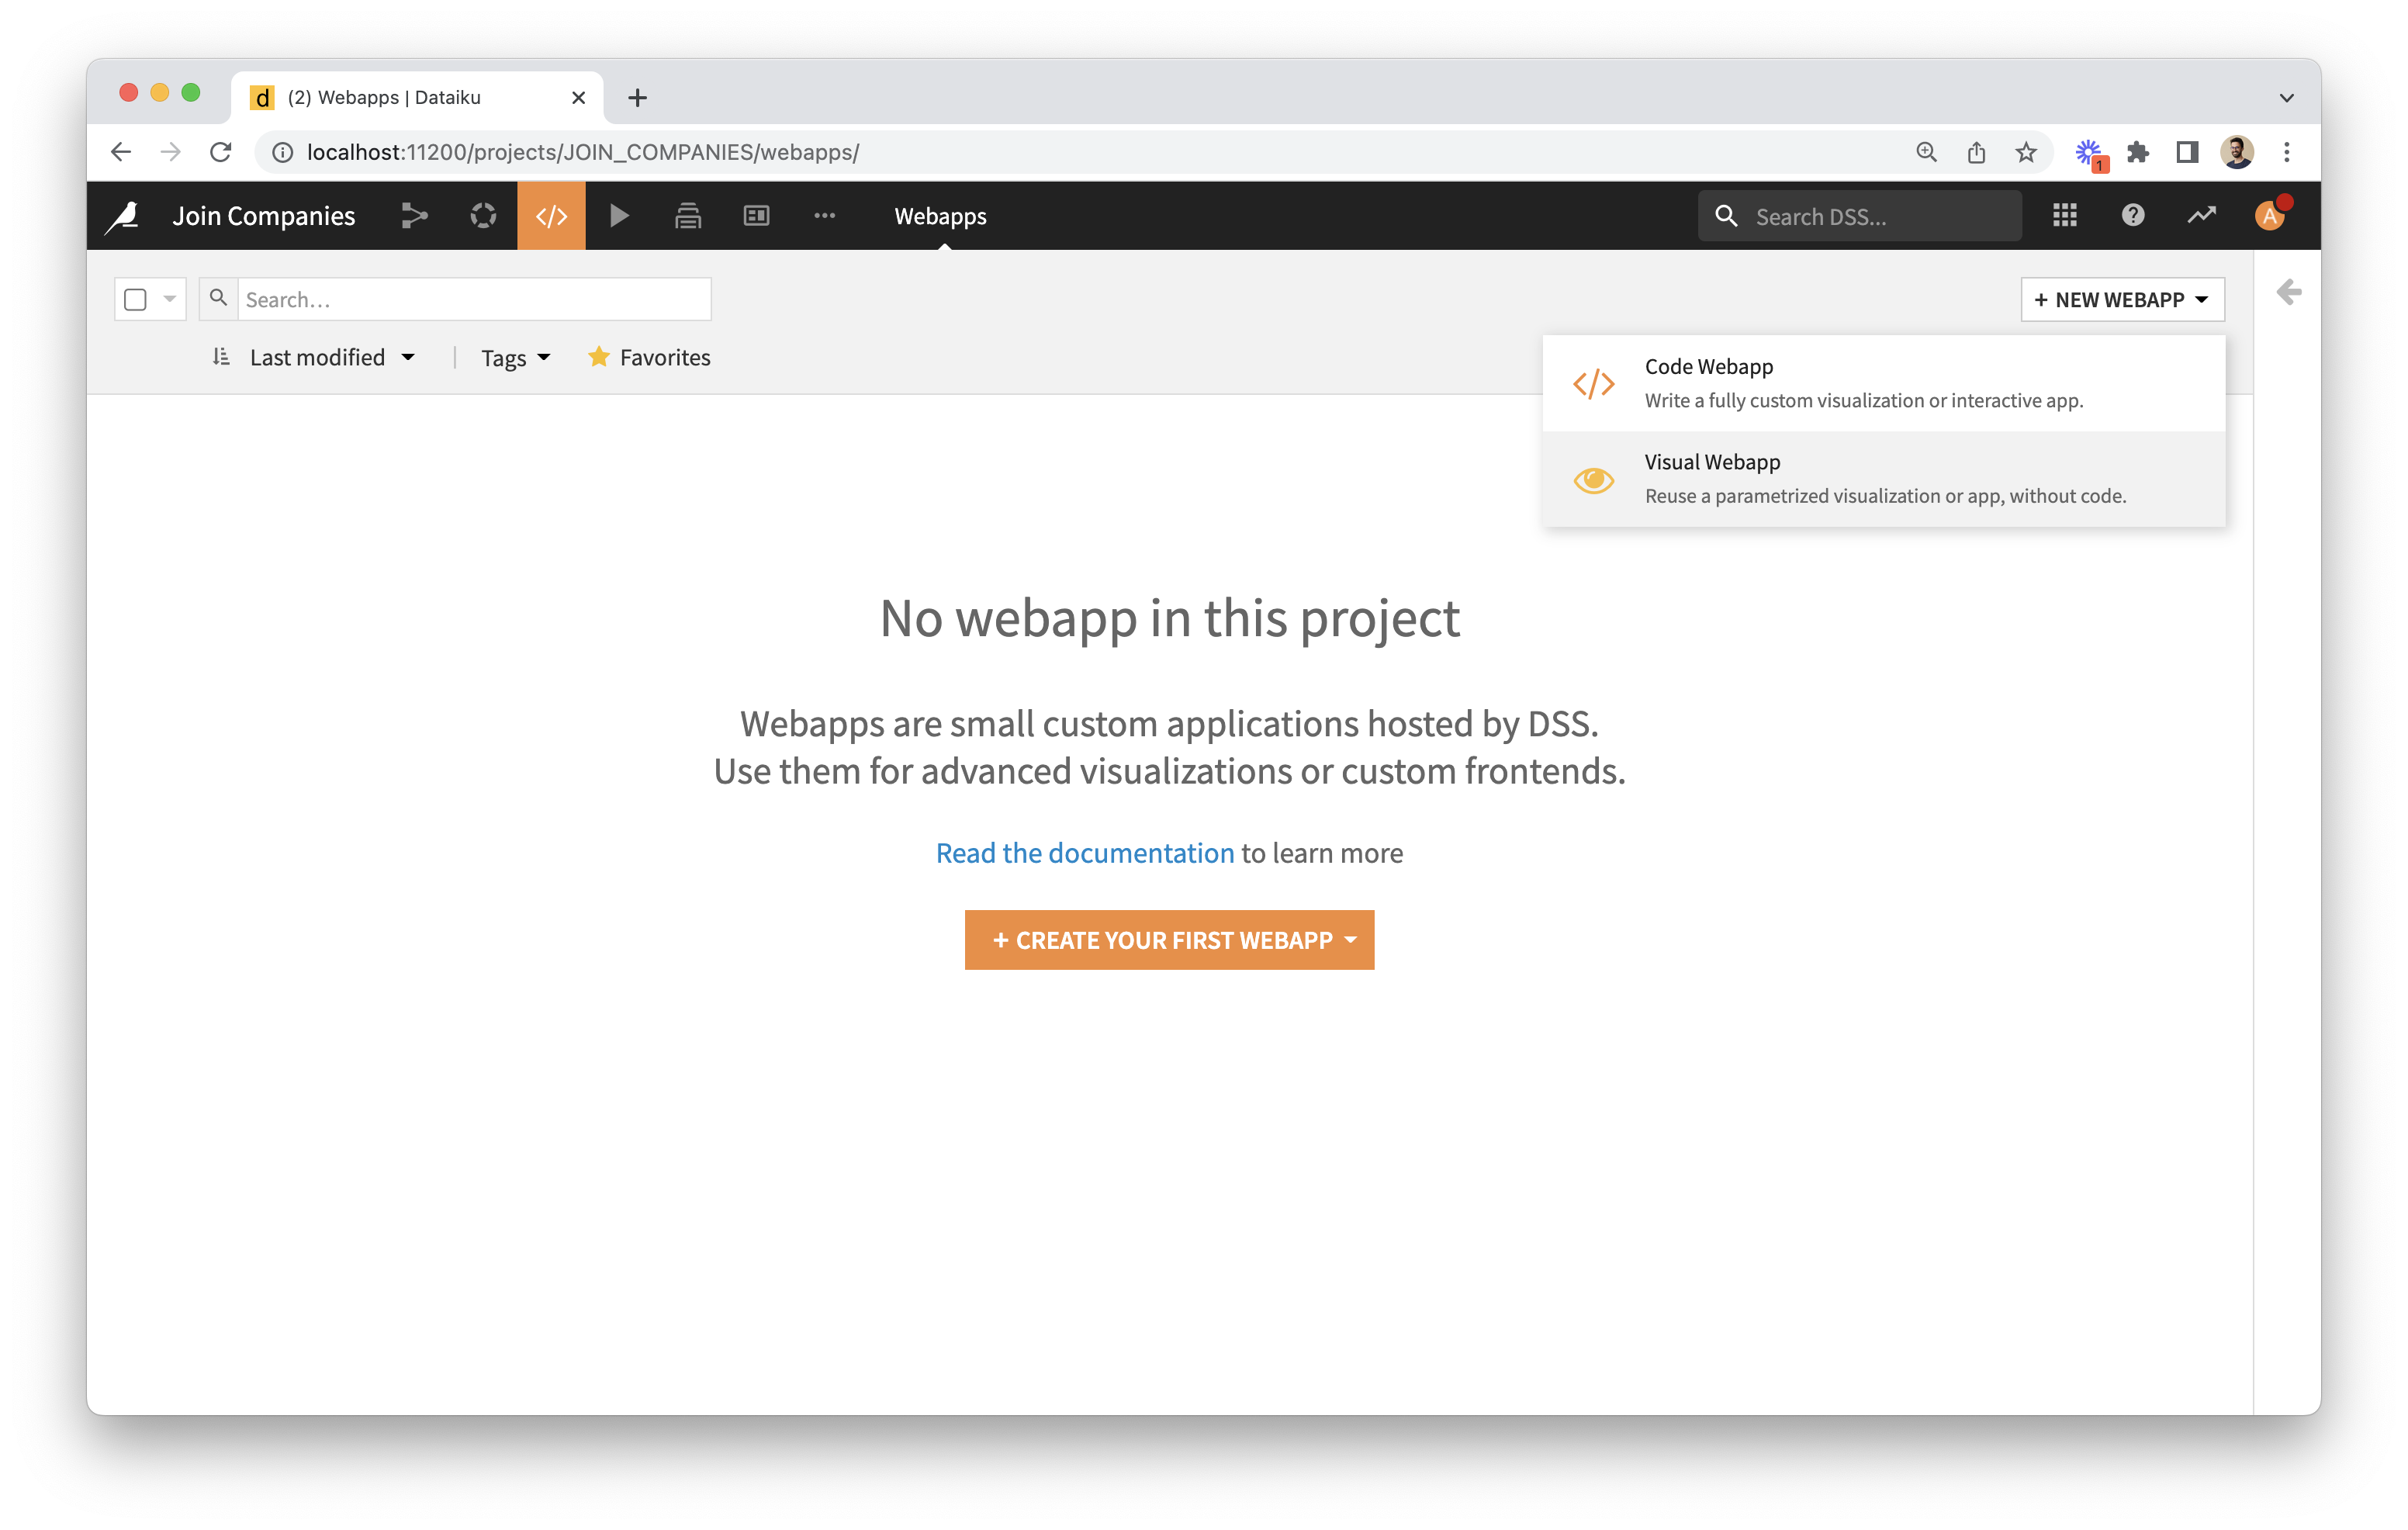 d (2) Webapps | Dataiku
localhost:11200/projects/JOIN_COMPANIES/webapps/
1
Join Companies
Webapps
Search DSS...
A
Search...
+ NEW WEBAPP
Last modified
Tags
Favorites
Code Webapp
Write a fully custom visualization or interactive app.
Visual Webapp
Reuse a parametrized visualization or app, without code.
No webapp in this project
Webapps are small custom applications hosted by DSS.
Use them for advanced visualizations or custom frontends.
Read the documentation to learn more
+ CREATE YOUR FIRST WEBAPP